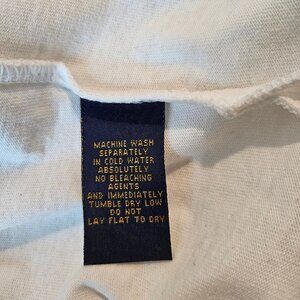 MACHINE WASH
SEPARATELY
IN COLD WATER
ABSOLUTELY
NO BLEACHING
AGENTS
AND IMMEDIATELY
TUMBLE DRY LOW
DO NOT
LAY FLAT TO DRY